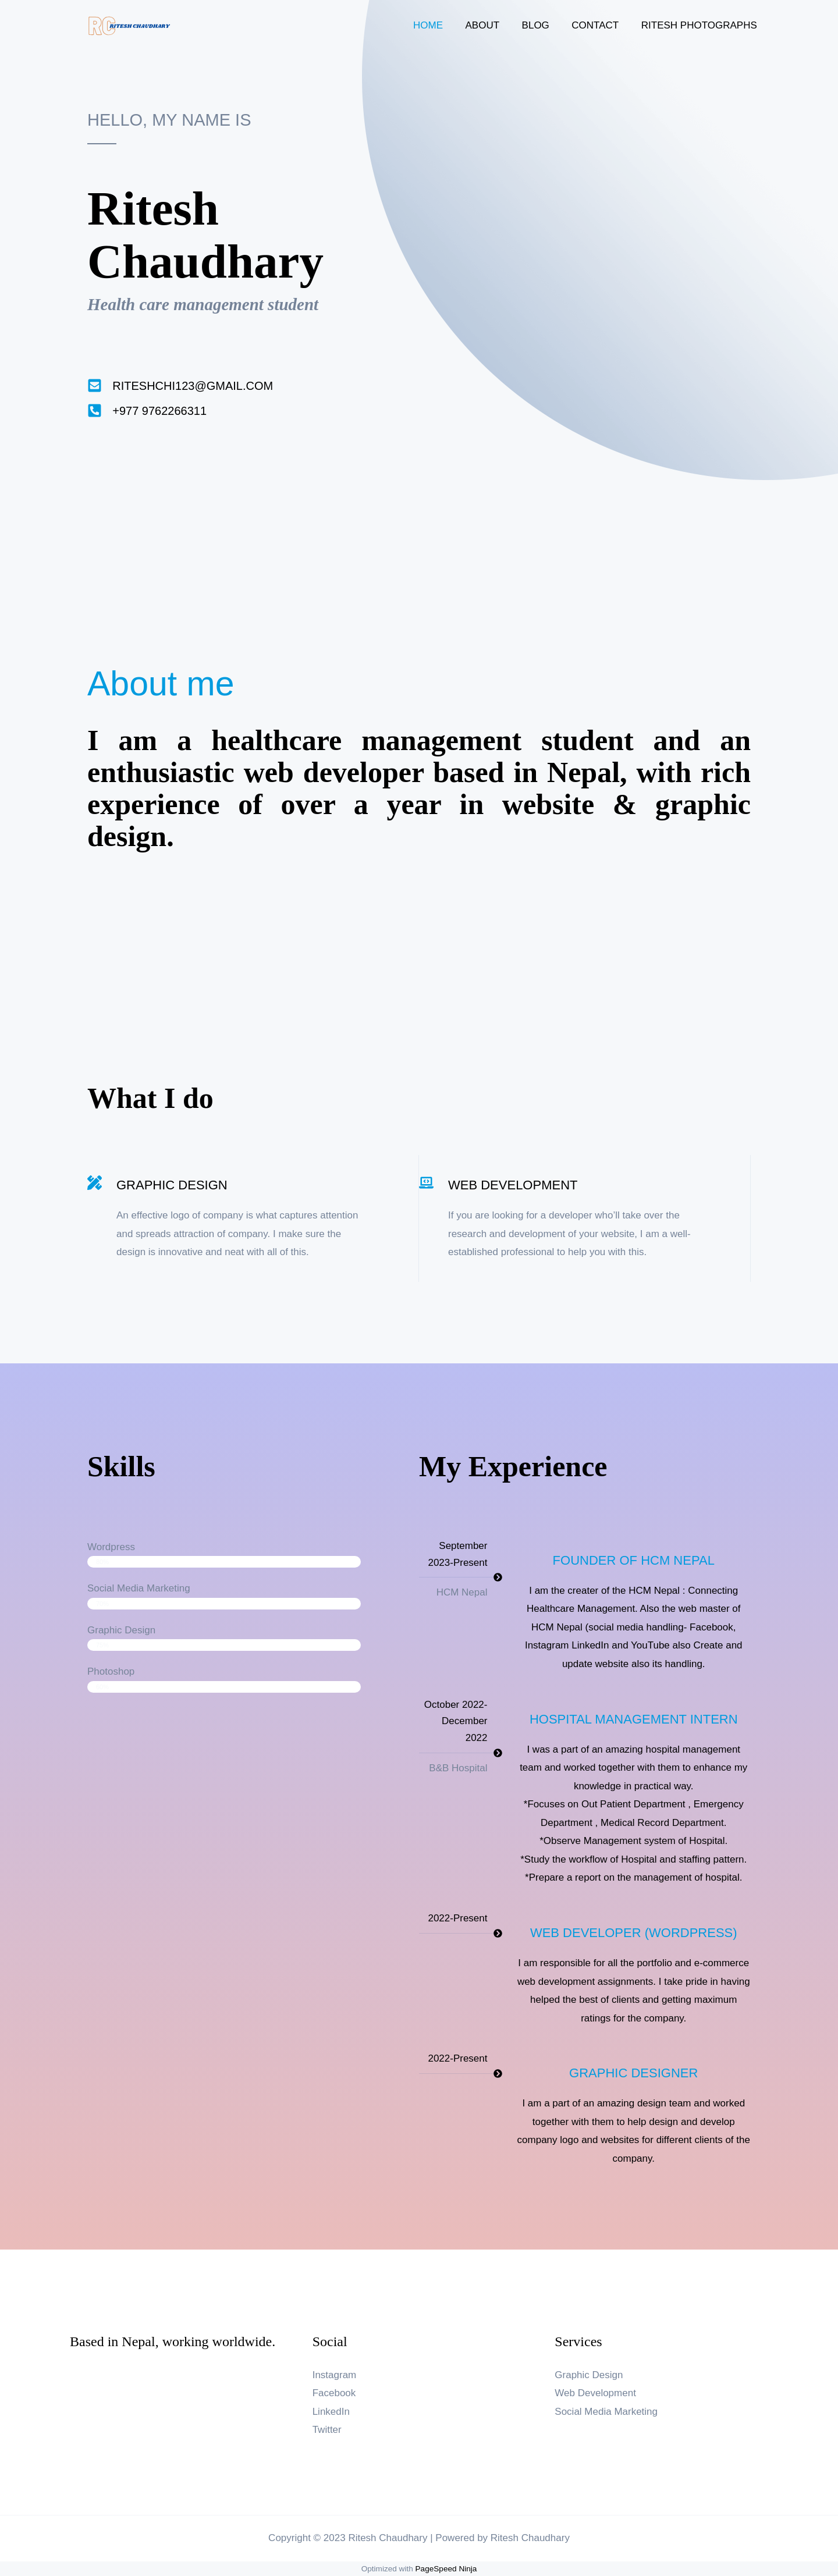 RC RITESH CHAUDHARY
HOME ABOUT BLOG CONTACT RITESH PHOTOGRAPHS
HELLO, MY NAME IS
Ritesh
Chaudhary
Health care management student
RITESHCHI123@GMAIL.COM
+977 9762266311
About me
I am a healthcare management student and an
enthusiastic web developer based in Nepal, with rich
experience of over a year in website & graphic
design.
What I do
GRAPHIC DESIGN
An effective logo of company is what captures attention
and spreads attraction of company. I make sure the
design is innovative and neat with all of this.
WEB DEVELOPMENT
If you are looking for a developer who’ll take over the
research and development of your website, I am a well-
established professional to help you with this.
Skills
Wordpress
Social Media Marketing
Graphic Design
Photoshop
My Experience
September
2023-Present
HCM Nepal
FOUNDER OF HCM NEPAL
I am the creator of the HCM Nepal : Connecting
Healthcare Management. Also the web master of
HCM Nepal (social media handling- Facebook,
Instagram LinkedIn and YouTube also Create and
update website also its handling.
October 2022-
December
2022
B&B Hospital
HOSPITAL MANAGEMENT INTERN
I was a part of an amazing hospital management
team and worked together with them to enhance my
knowledge in practical way.
*Focuses on Out Patient Department , Emergency
Department , Medical Record Department.
*Observe Management system of Hospital.
*Study the workflow of Hospital and staffing pattern.
*Prepare a report on the management of hospital.
2022-Present
WEB DEVELOPER (WORDPRESS)
I am responsible for all the portfolio and e-commerce
web development assignments. I take pride in having
helped the best of clients and getting maximum
ratings for the company.
2022-Present
GRAPHIC DESIGNER
I am a part of an amazing design team and worked
together with them to help design and develop
company logo and websites for different clients of the
company.
Based in Nepal, working worldwide.
Social
Instagram
Facebook
LinkedIn
Twitter
Services
Graphic Design
Web Development
Social Media Marketing
Copyright © 2023 Ritesh Chaudhary | Powered by Ritesh Chaudhary
Optimized with PageSpeed Ninja